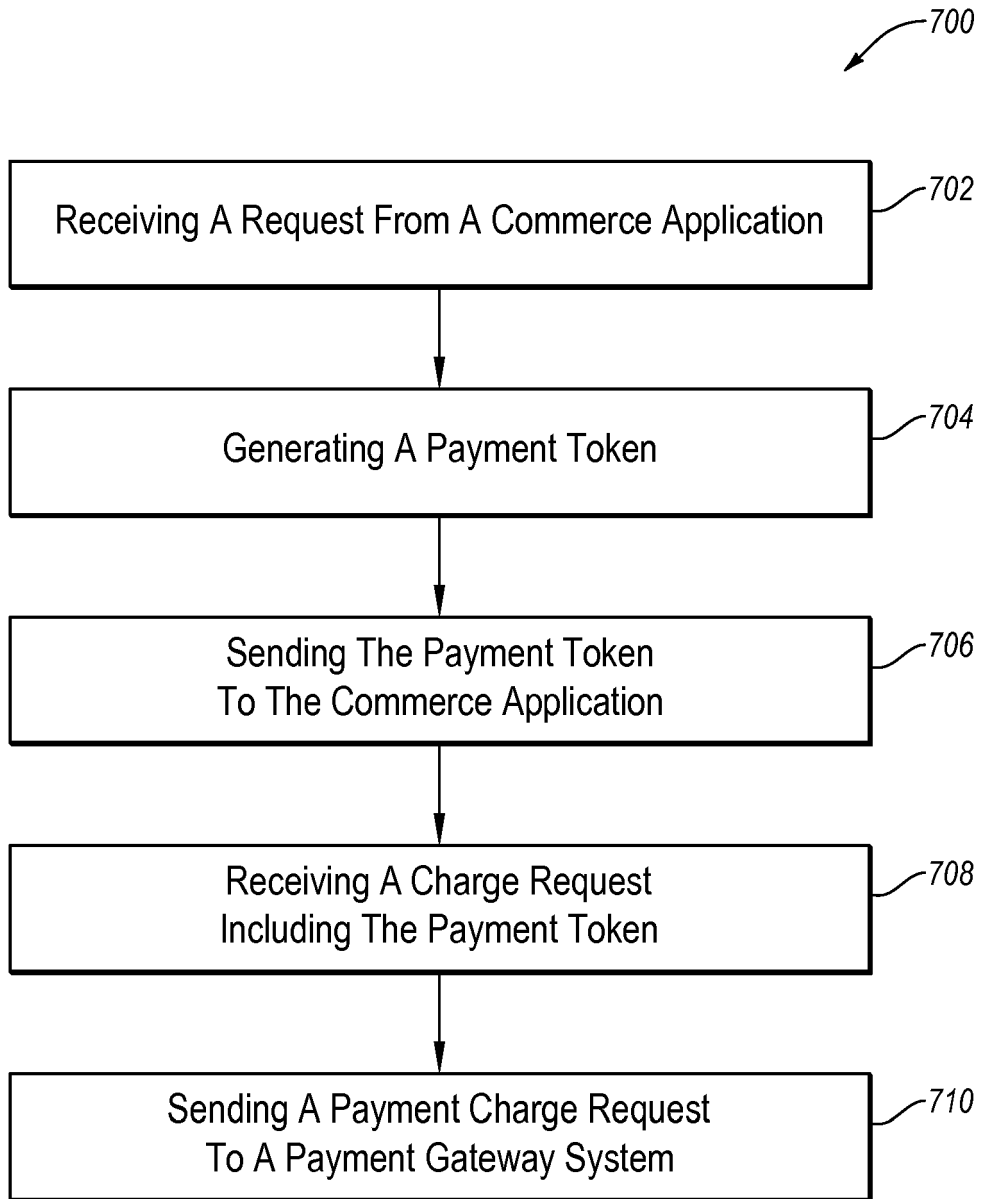 700
Receiving A Request From A Commerce Application
702
Generating A Payment Token
704
Sending The Payment Token
To The Commerce Application
706
Receiving A Charge Request
Including The Payment Token
708
Sending A Payment Charge Request
To A Payment Gateway System
710